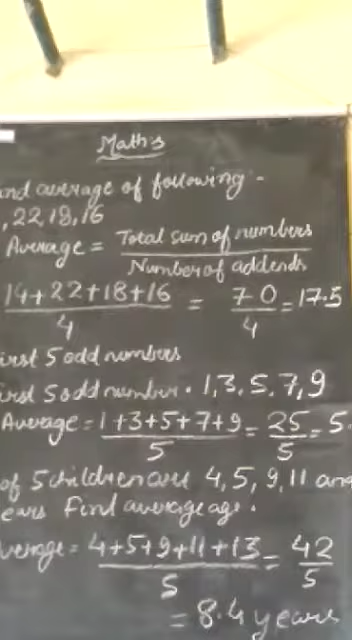 Maths
nd average of following -
, 22, 18, 16
Average = Total sum of numbers / Number of addends
14+22+18+16 / 4 = 70 / 4 = 17.5
irst 5 odd numbers
irst 5 odd number . 1, 3, 5, 7, 9
Average = 1+3+5+7+9 / 5 = 25 / 5 = 5.
of 5 children are 4, 5, 9, 11 an
ears Find average age .
verage = 4+5+9+11+13 / 5 = 42 / 5
= 8.4 years